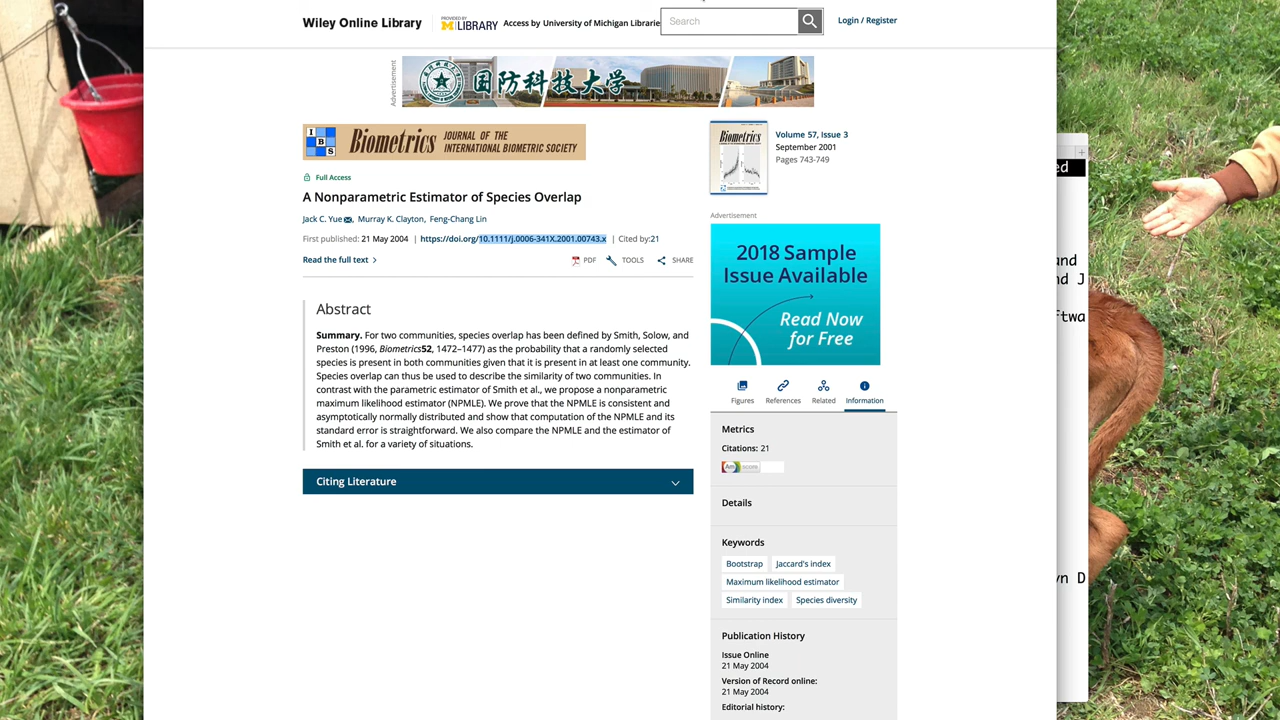 Wiley Online Library
PROVIDED BY
M LIBRARY
Access by University of Michigan Librarie
Search
Login / Register
Advertisement
国防科技大学
I
B
S
Biometrics
JOURNAL OF THE
INTERNATIONAL BIOMETRIC SOCIETY
Biometrics
Volume 57, Issue 3
September 2001
Pages 743-749
Full Access
A Nonparametric Estimator of Species Overlap
Jack C. Yue, Murray K. Clayton, Feng-Chang Lin
First published: 21 May 2004 | https://doi.org/10.1111/j.0006-341X.2001.00743.x | Cited by:21
Read the full text >
PDF TOOLS SHARE
Abstract
Summary. For two communities, species overlap has been defined by Smith, Solow, and
Preston (1996, Biometrics52, 1472–1477) as the probability that a randomly selected
species is present in both communities given that it is present in at least one community.
Species overlap can thus be used to describe the similarity of two communities. In
contrast with the parametric estimator of Smith et al., we propose a nonparametric
maximum likelihood estimator (NPMLE). We prove that the NPMLE is consistent and
asymptotically normally distributed and show that computation of the NPMLE and its
standard error is straightforward. We also compare the NPMLE and the estimator of
Smith et al. for a variety of situations.
Citing Literature
Advertisement
2018 Sample
Issue Available
Read Now
for Free
Figures References Related Information
Metrics
Citations: 21
Am score
Details
Keywords
Bootstrap Jaccard's index
Maximum likelihood estimator
Similarity index Species diversity
Publication History
Issue Online
21 May 2004
Version of Record online:
21 May 2004
Editorial history:
ed
and
nd J
ftwa
yn D